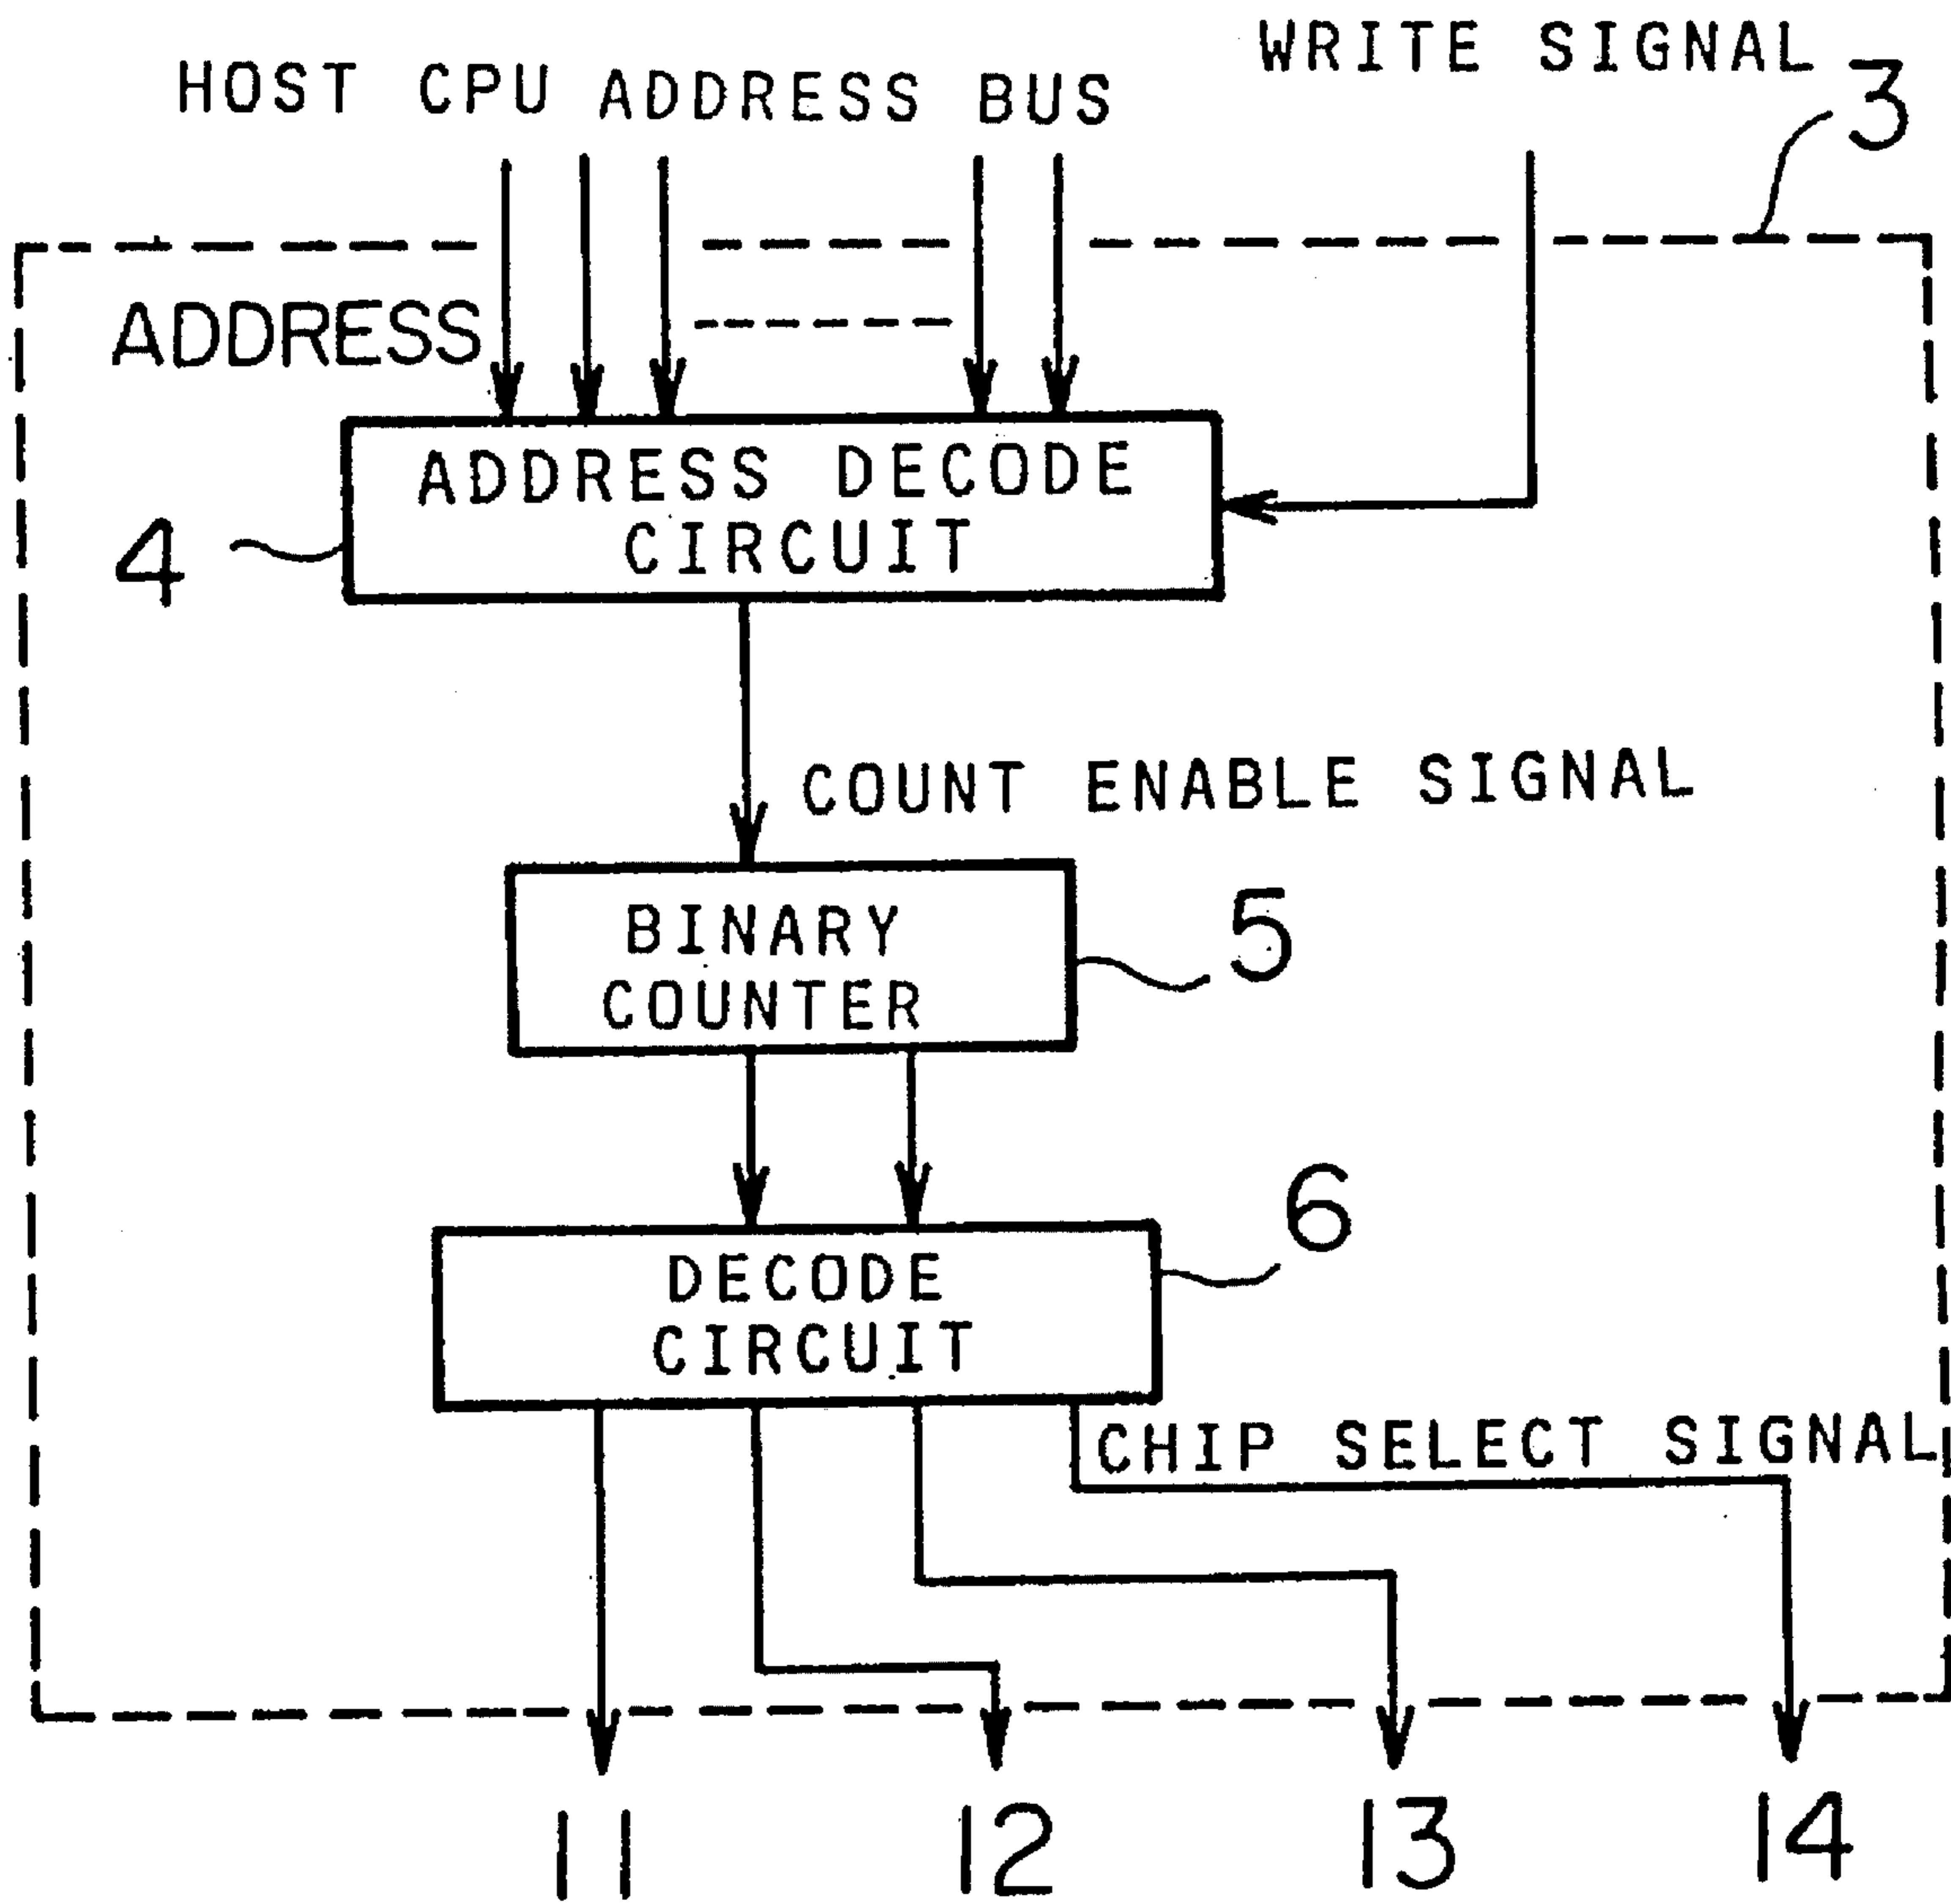 WRITE SIGNAL
HOST CPU ADDRESS BUS
3
ADDRESS
ADDRESS DECODE
CIRCUIT
4
COUNT ENABLE SIGNAL
BINARY
COUNTER
5
6
DECODE
CIRCUIT
CHIP SELECT SIGNAL
11
12
13
14